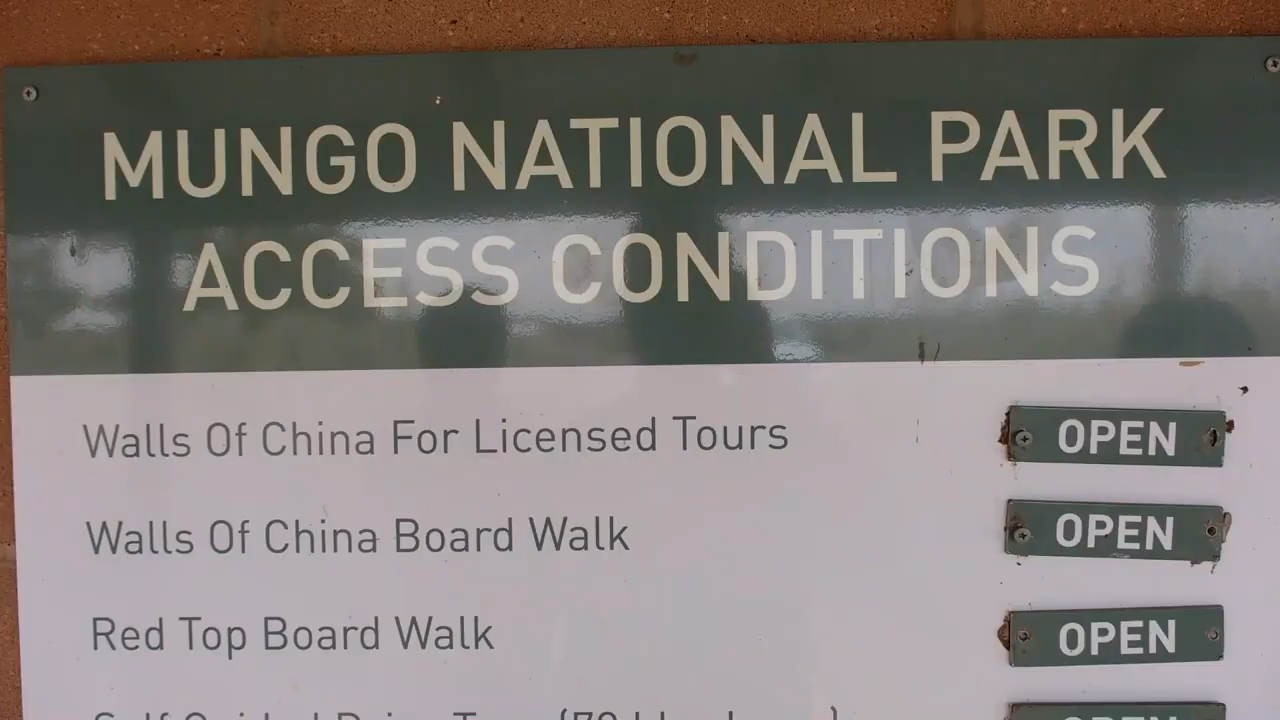 MUNGO NATIONAL PARK
ACCESS CONDITIONS
Walls Of China For Licensed Tours OPEN
Walls Of China Board Walk OPEN
Red Top Board Walk OPEN